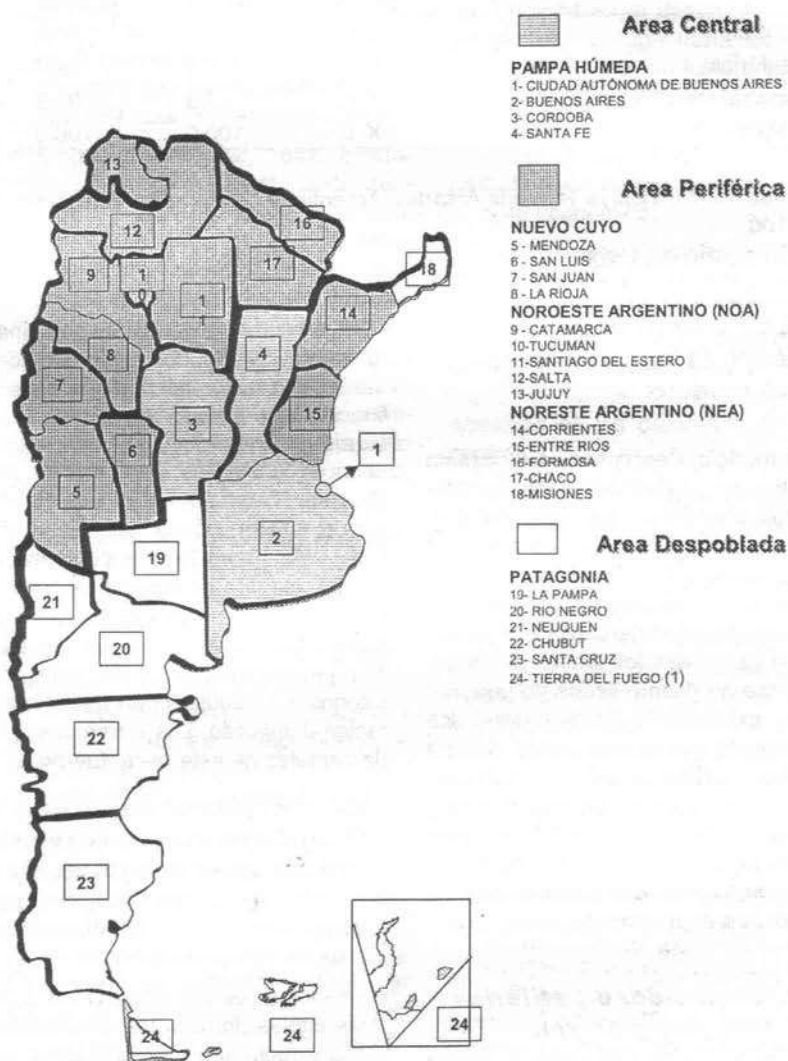 Area Central
PAMPA HÚMEDA
1- CIUDAD AUTÓNOMA DE BUENOS AIRES
2- BUENOS AIRES
3- CORDOBA
4- SANTA FE
Area Periférica
NUEVO CUYO
5 - MENDOZA
6 - SAN LUIS
7 - SAN JUAN
8 - LA RIOJA
NOROESTE ARGENTINO (NOA)
9 - CATAMARCA
10-TUCUMAN
11-SANTIAGO DEL ESTERO
12-SALTA
13-JUJUY
NORESTE ARGENTINO (NEA)
14-CORRIENTES
15-ENTRE RIOS
16-FORMOSA
17-CHACO
18-MISIONES
Area Despoblada
PATAGONIA
19- LA PAMPA
20- RIO NEGRO
21- NEUQUEN
22- CHUBUT
23- SANTA CRUZ
24- TIERRA DEL FUEGO (1)
13
16
12
17
18
9
1
0
1
1
14
4
8
7
3
15
6
1
5
2
19
21
20
22
23
24
24
24